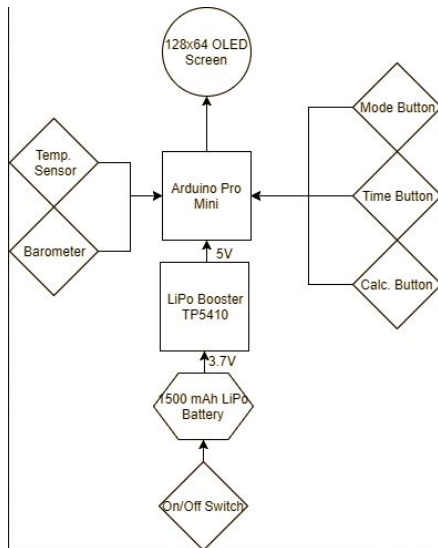 128x64 OLED
Screen
Mode Button
Temp.
Sensor
Arduino Pro
Mini
Time Button
Barometer
5V
LiPo Booster
TP5410
Calc. Button
3.7V
1500 mAh LiPo
Battery
On/Off Switch